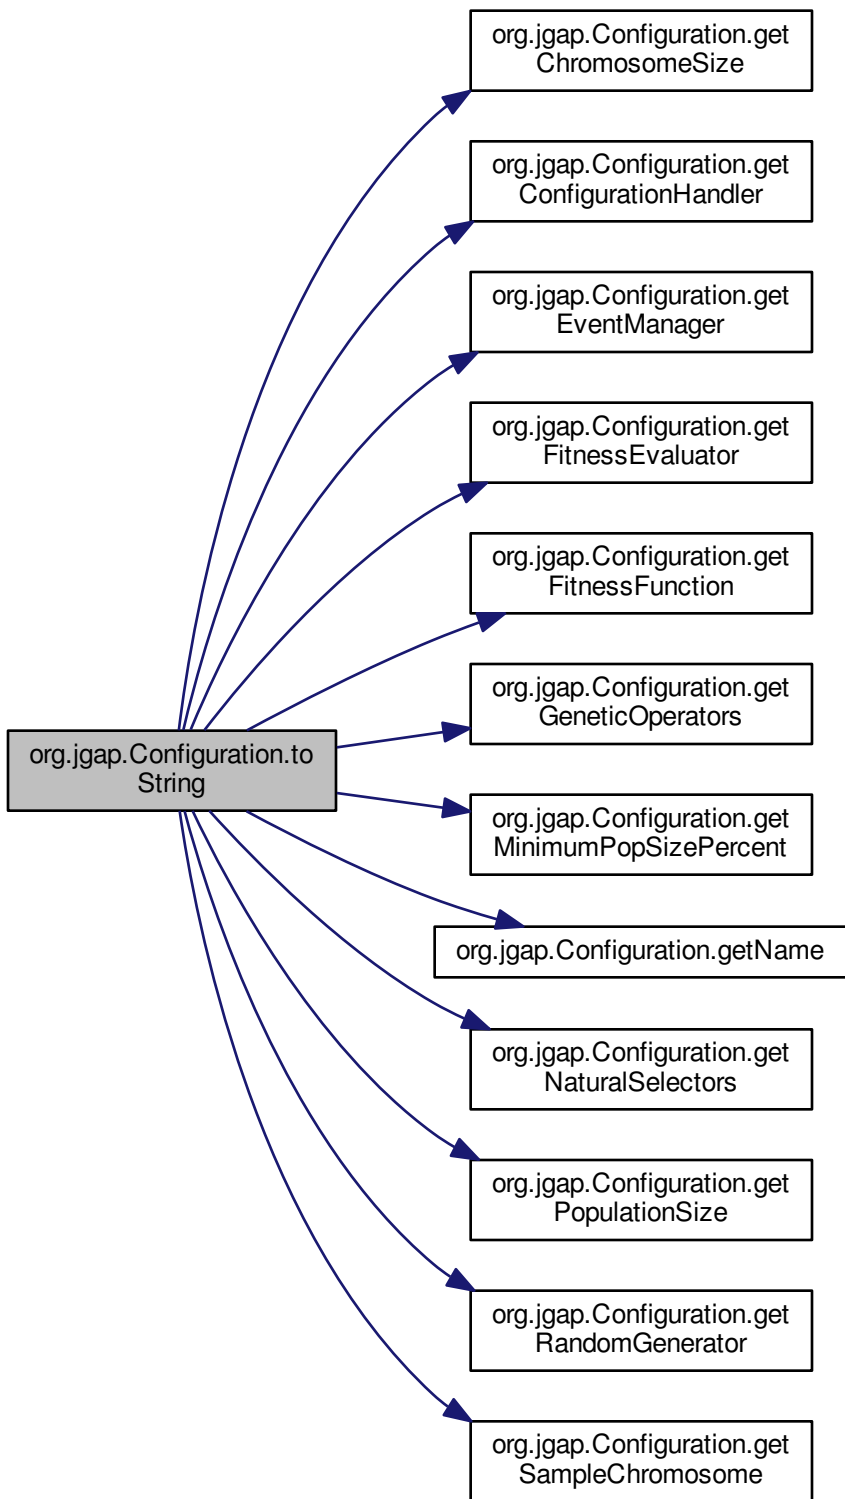 org.jgap.Configuration.get
ChromosomeSize
org.jgap.Configuration.get
ConfigurationHandler
org.jgap.Configuration.get
EventManager
org.jgap.Configuration.get
FitnessEvaluator
org.jgap.Configuration.get
FitnessFunction
org.jgap.Configuration.get
GeneticOperators
org.jgap.Configuration.to
String
org.jgap.Configuration.get
MinimumPopSizePercent
org.jgap.Configuration.getName
org.jgap.Configuration.get
NaturalSelectors
org.jgap.Configuration.get
PopulationSize
org.jgap.Configuration.get
RandomGenerator
org.jgap.Configuration.get
SampleChromosome